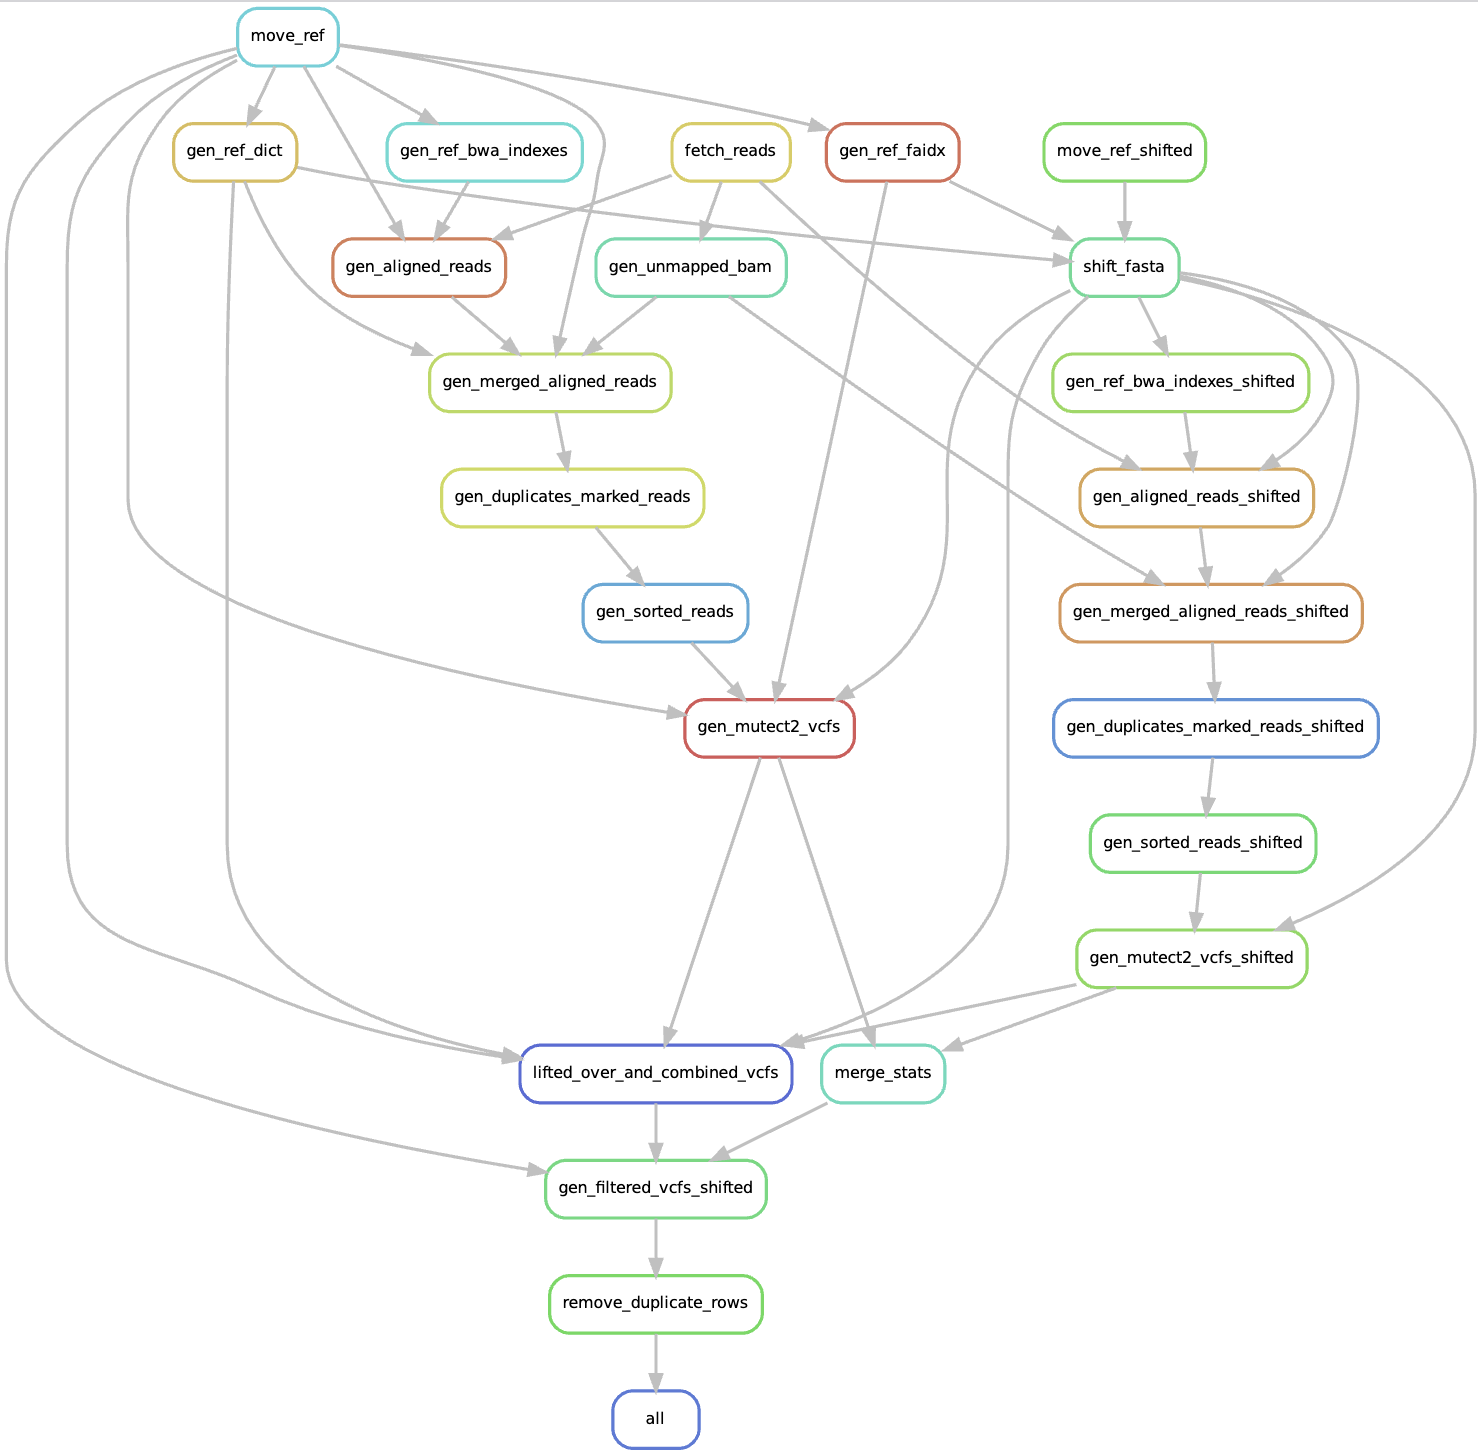 move_ref
gen_ref_dict
gen_ref_bwa_indexes
fetch_reads
gen_ref_faidx
move_ref_shifted
gen_aligned_reads
gen_unmapped_bam
shift_fasta
gen_merged_aligned_reads
gen_ref_bwa_indexes_shifted
gen_duplicates_marked_reads
gen_aligned_reads_shifted
gen_sorted_reads
gen_merged_aligned_reads_shifted
gen_mutect2_vcfs
gen_duplicates_marked_reads_shifted
gen_sorted_reads_shifted
gen_mutect2_vcfs_shifted
lifted_over_and_combined_vcfs
merge_stats
gen_filtered_vcfs_shifted
remove_duplicate_rows
all